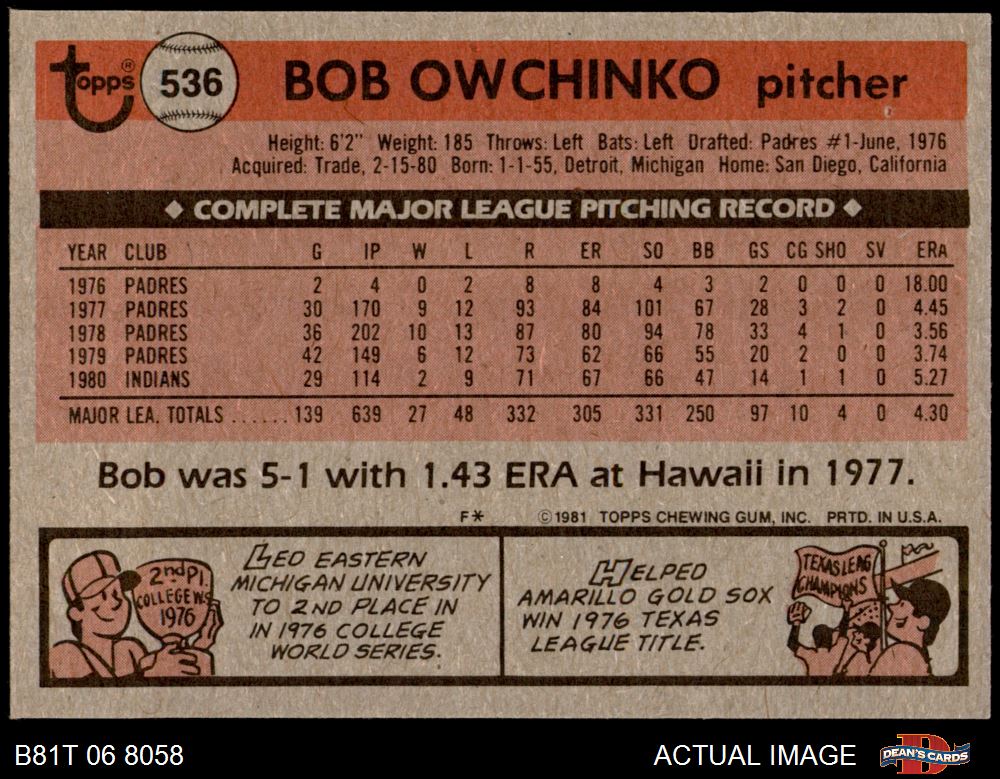 Topps® 536 BOB OWCHINKO pitcher
Height: 6'2" Weight: 185 Throws: Left Bats: Left Drafted: Padres #1-June, 1976
Acquired: Trade, 2-15-80 Born: 1-1-55, Detroit, Michigan Home: San Diego, California
◆ COMPLETE MAJOR LEAGUE PITCHING RECORD ◆
YEAR CLUB G IP W L R ER SO BB GS CG SHO SV ERA
1976 PADRES 2 4 0 2 8 8 4 3 2 0 0 0 18.00
1977 PADRES 30 170 9 12 93 84 101 67 28 3 2 0 4.45
1978 PADRES 36 202 10 13 87 80 94 78 33 4 1 0 3.56
1979 PADRES 42 149 6 12 73 62 66 55 20 2 0 0 3.74
1980 INDIANS 29 114 2 9 71 67 66 47 14 1 1 0 5.27
MAJOR LEA. TOTALS ...... 139 639 27 48 332 305 331 250 97 10 4 0 4.30
Bob was 5-1 with 1.43 ERA at Hawaii in 1977.
F* © 1981 TOPPS CHEWING GUM, INC. PRTD. IN U.S.A.
2nd Pl.
COLLEGE WS
1976
LED EASTERN
MICHIGAN UNIVERSITY
TO 2ND PLACE IN
IN 1976 COLLEGE
WORLD SERIES.
HELPED
AMARILLO GOLD SOX
WIN 1976 TEXAS
LEAGUE TITLE.
TEXAS LEAG
CHAMPIONS
B81T 06 8058 ACTUAL IMAGE DEAN'S CARDS